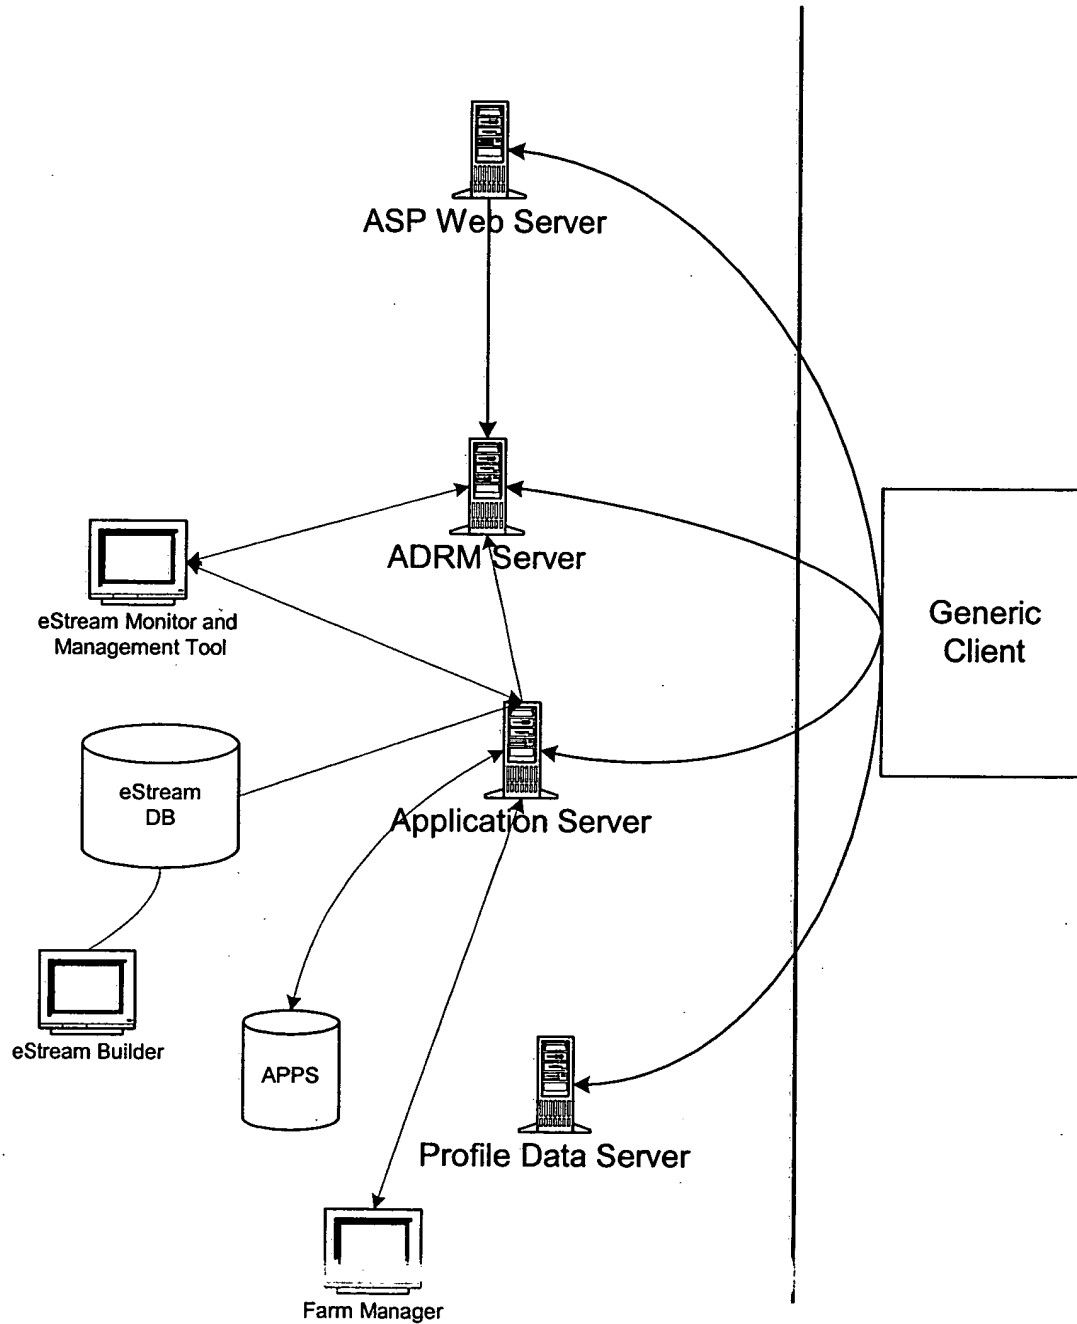 ASP Web Server
ADRM Server
eStream Monitor and
Management Tool
Generic
Client
eStream
DB
Application Server
eStream Builder
APPS
Profile Data Server
Farm Manager